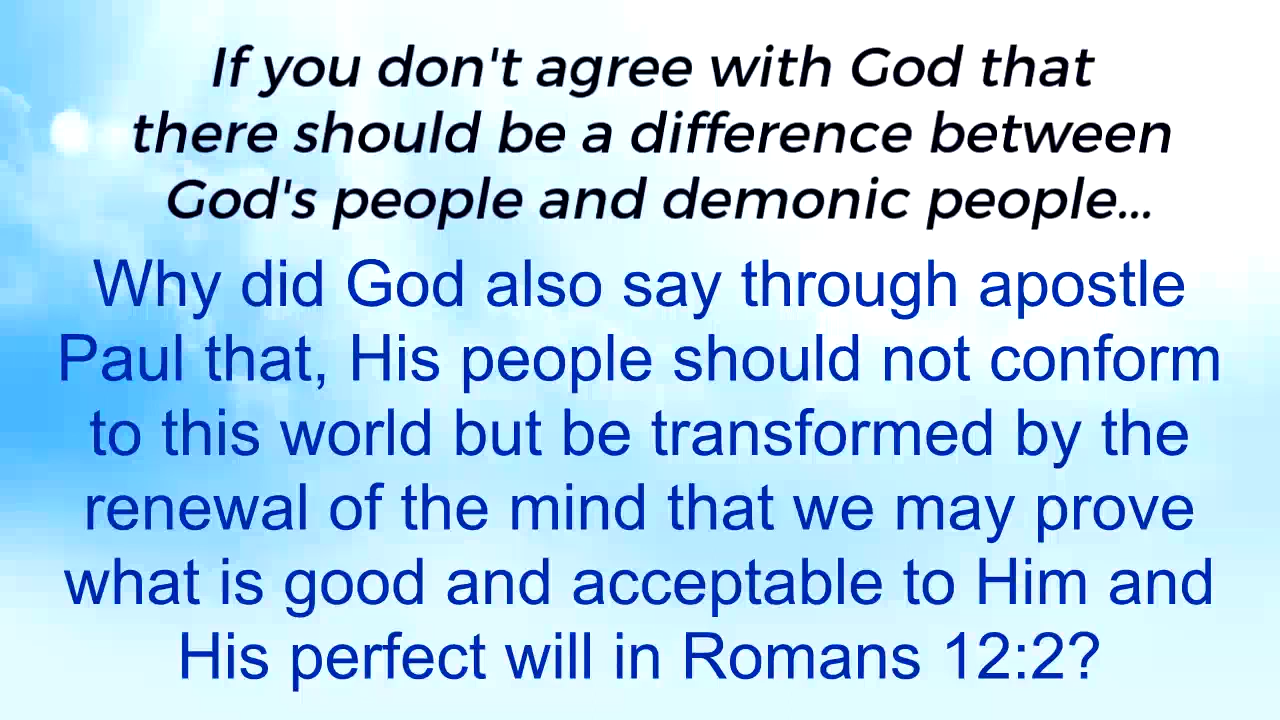 If you don't agree with God that
there should be a difference between
God's people and demonic people...
Why did God also say through apostle
Paul that, His people should not conform
to this world but be transformed by the
renewal of the mind that we may prove
what is good and acceptable to Him and
His perfect will in Romans 12:2?